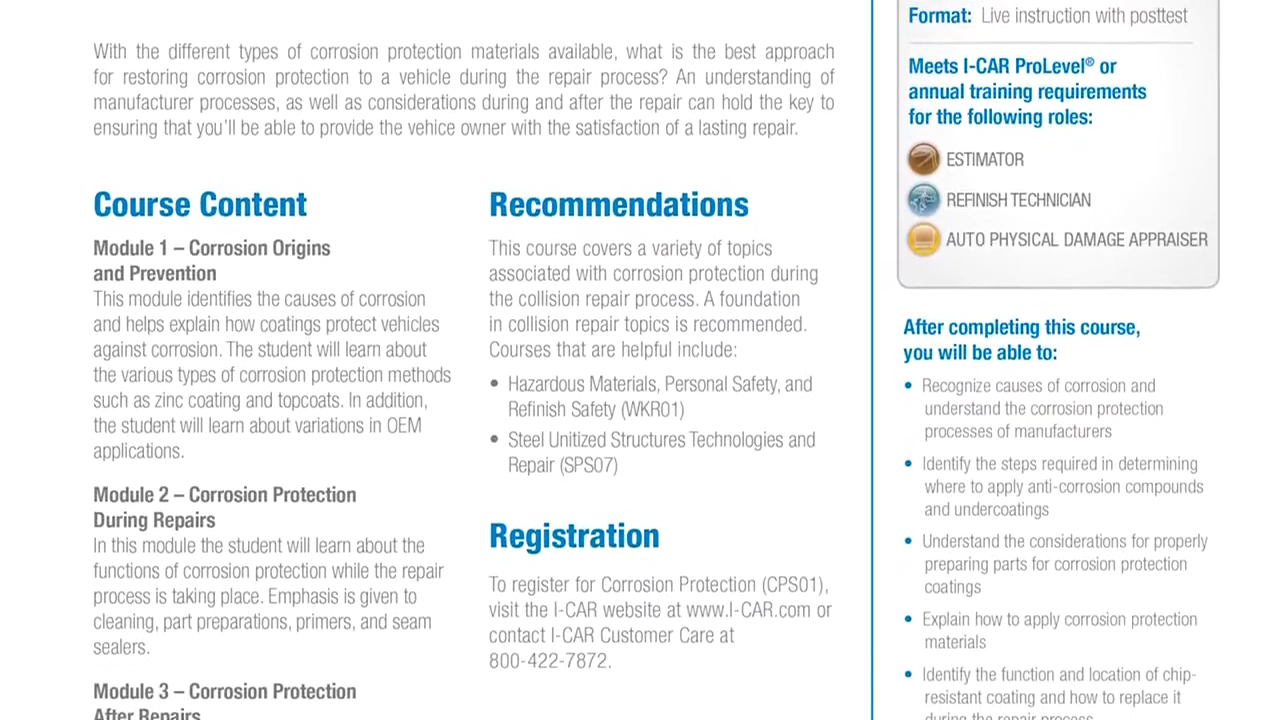 With the different types of corrosion protection materials available, what is the best approach
for restoring corrosion protection to a vehicle during the repair process? An understanding of
manufacturer processes, as well as considerations during and after the repair can hold the key to
ensuring that you'll be able to provide the vehice owner with the satisfaction of a lasting repair.
Course Content
Module 1 – Corrosion Origins
and Prevention
This module identifies the causes of corrosion
and helps explain how coatings protect vehicles
against corrosion. The student will learn about
the various types of corrosion protection methods
such as zinc coating and topcoats. In addition,
the student will learn about variations in OEM
applications.
Module 2 – Corrosion Protection
During Repairs
In this module the student will learn about the
functions of corrosion protection while the repair
process is taking place. Emphasis is given to
cleaning, part preparations, primers, and seam
sealers.
Module 3 – Corrosion Protection
After Repairs
Recommendations
This course covers a variety of topics
associated with corrosion protection during
the collision repair process. A foundation
in collision repair topics is recommended.
Courses that are helpful include:
• Hazardous Materials, Personal Safety, and
Refinish Safety (WKR01)
• Steel Unitized Structures Technologies and
Repair (SPS07)
Registration
To register for Corrosion Protection (CPS01),
visit the I-CAR website at www.I-CAR.com or
contact I-CAR Customer Care at
800-422-7872.
Format: Live instruction with posttest
Meets I-CAR ProLevel® or
annual training requirements
for the following roles:
ESTIMATOR
REFINISH TECHNICIAN
AUTO PHYSICAL DAMAGE APPRAISER
After completing this course,
you will be able to:
• Recognize causes of corrosion and
understand the corrosion protection
processes of manufacturers
• Identify the steps required in determining
where to apply anti-corrosion compounds
and undercoatings
• Understand the considerations for properly
preparing parts for corrosion protection
coatings
• Explain how to apply corrosion protection
materials
• Identify the function and location of chip-
resistant coating and how to replace it
during the repair process